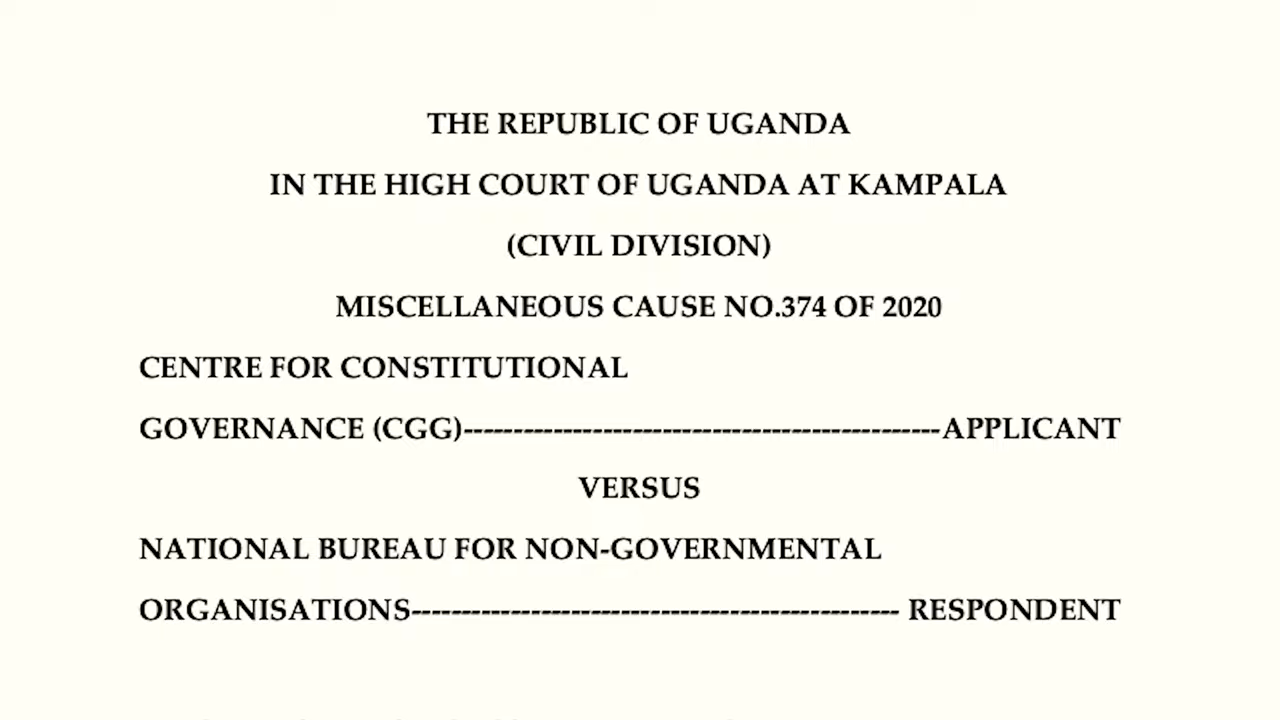 THE REPUBLIC OF UGANDA
IN THE HIGH COURT OF UGANDA AT KAMPALA
(CIVIL DIVISION)
MISCELLANEOUS CAUSE NO.374 OF 2020
CENTRE FOR CONSTITUTIONAL
GOVERNANCE (CGG)------------------------------------------------APPLICANT
VERSUS
NATIONAL BUREAU FOR NON-GOVERNMENTAL
ORGANISATIONS------------------------------------------------- RESPONDENT